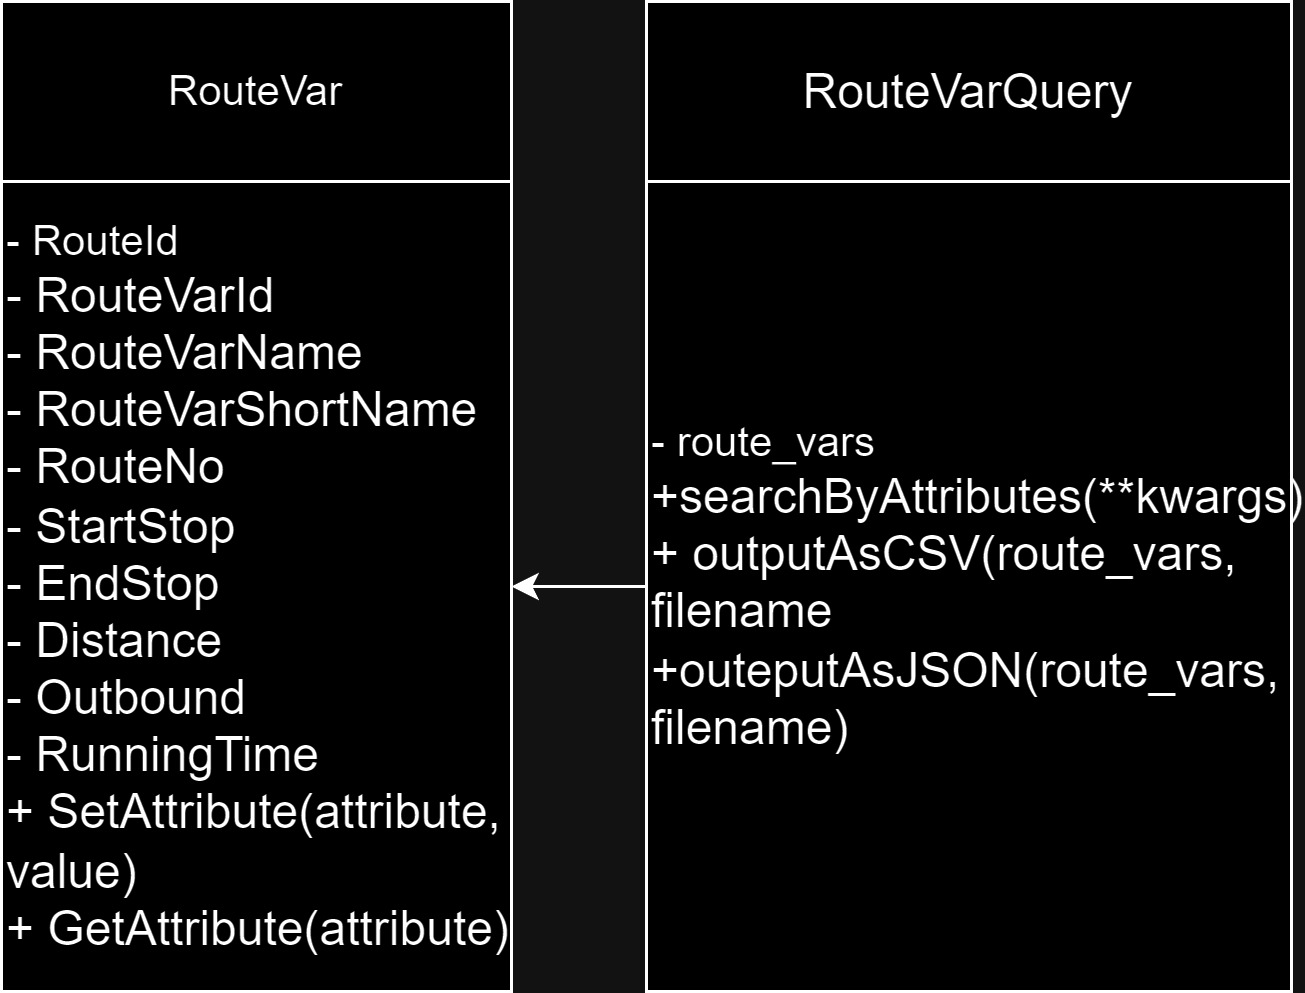 RouteVar
- RouteId
- RouteVarId
- RouteVarName
- RouteVarShortName
- RouteNo
- StartStop
- EndStop
- Distance
- Outbound
- RunningTime
+ SetAttribute(attribute,
value)
+ GetAttribute(attribute)
RouteVarQuery
- route_vars
+searchByAttributes(**kwargs)
+ outputAsCSV(route_vars,
filename
+outeputAsJSON(route_vars,
filename)